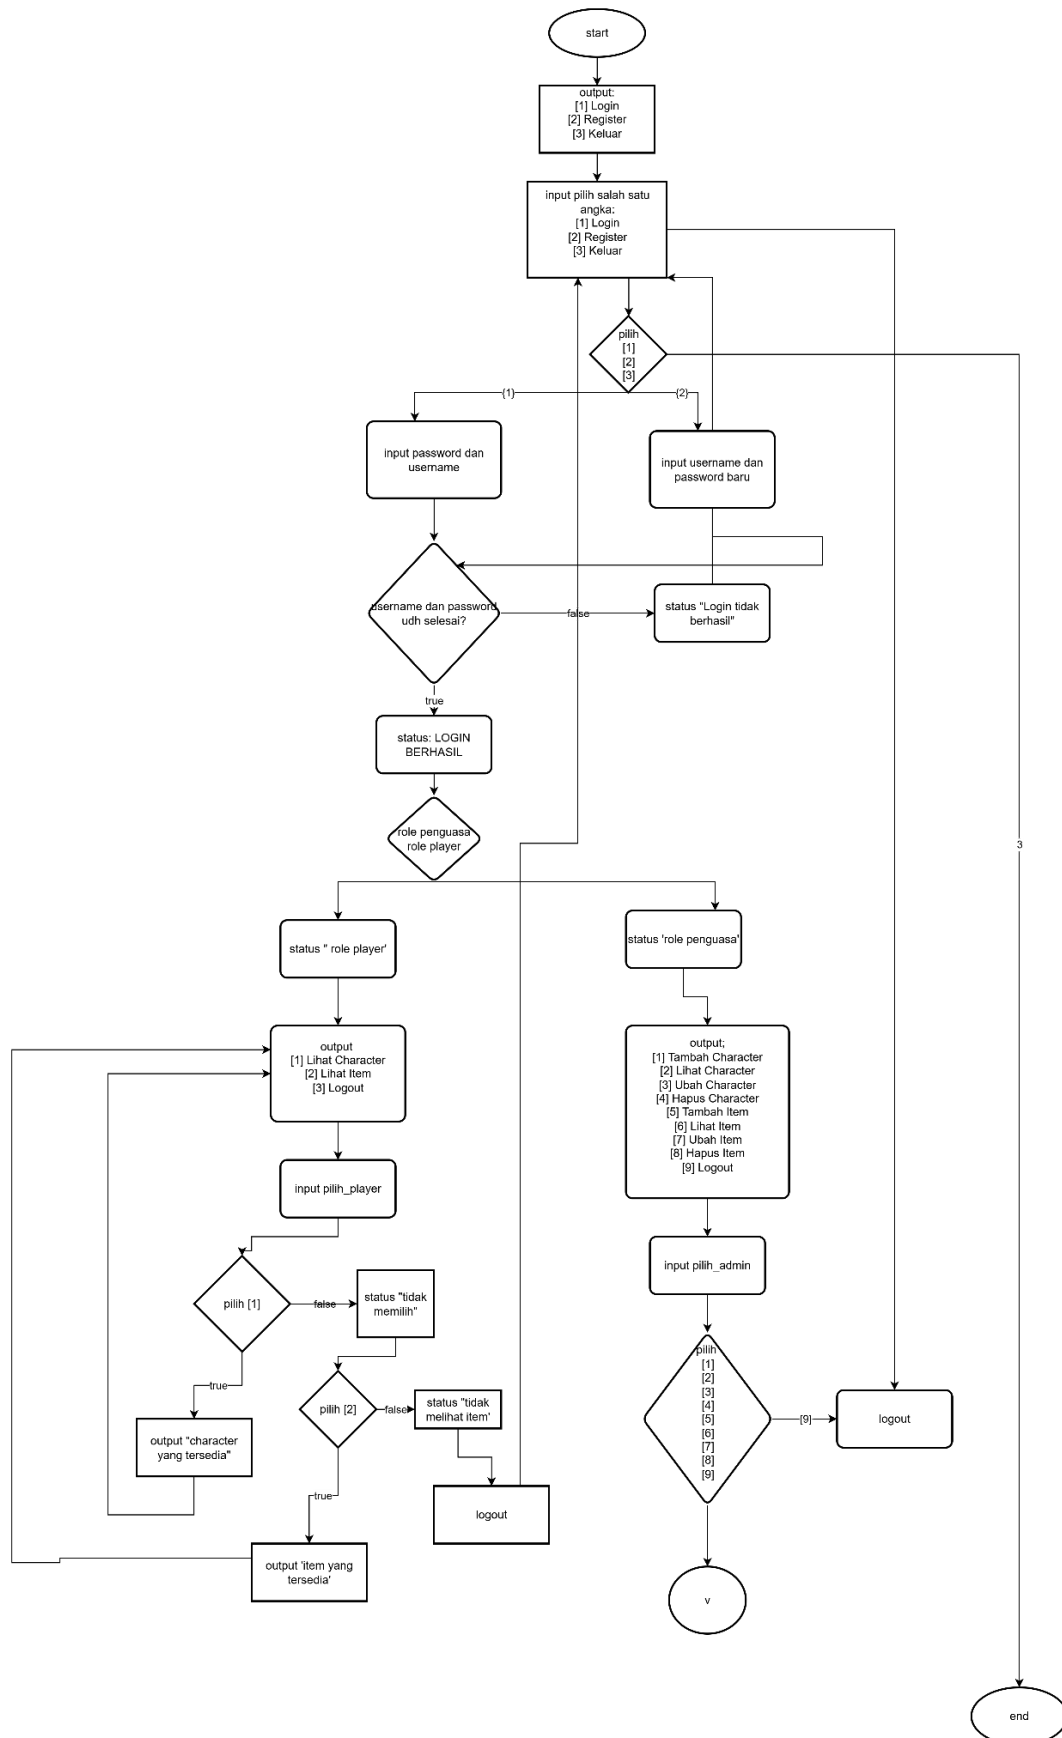 start
output:
[1] Login
[2] Register
[3] Keluar
input pilih salah satu
angka:
[1] Login
[2] Register
[3] Keluar
pilih
[1]
[2]
[3]
{1}
{2}
input password dan
username
input username dan
password baru
username dan password
udh selesai?
false
status "Login tidak
berhasil"
true
status: LOGIN
BERHASIL
role penguasa
role player
3
status " role player'
status 'role penguasa'
output
[1] Lihat Character
[2] Lihat Item
[3] Logout
output;
[1] Tambah Character
[2] Lihat Character
[3] Ubah Character
[4] Hapus Character
[5] Tambah Item
[6] Lihat Item
[7] Ubah Item
[8] Hapus Item
[9] Logout
input pilih_player
input pilih_admin
pilih [1]
false
status "tidak
memilih"
true
output "character
yang tersedia"
pilih [2]
false
status "tidak
melihat item'
true
logout
output 'item yang
tersedia'
pilih
[1]
[2]
[3]
[4]
[5]
[6]
[7]
[8]
[9]
[9]
logout
v
end